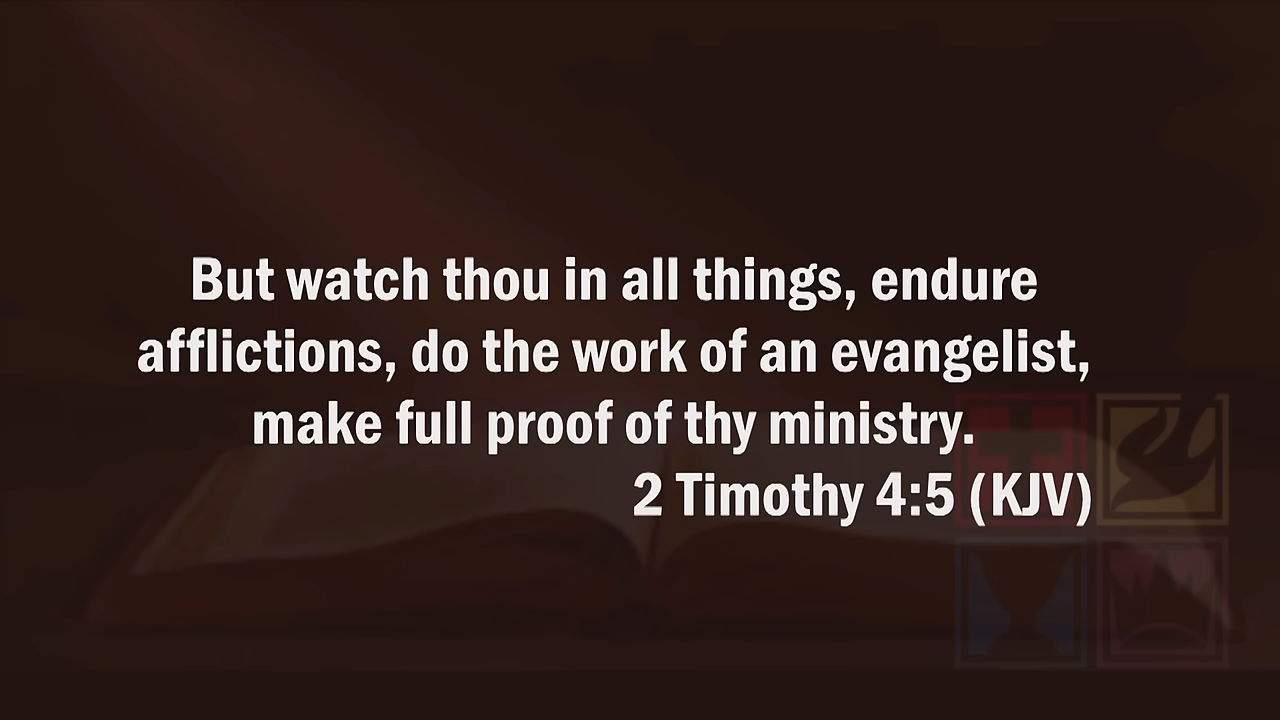 But watch thou in all things, endure
afflictions, do the work of an evangelist,
make full proof of thy ministry.
2 Timothy 4:5 (KJV)